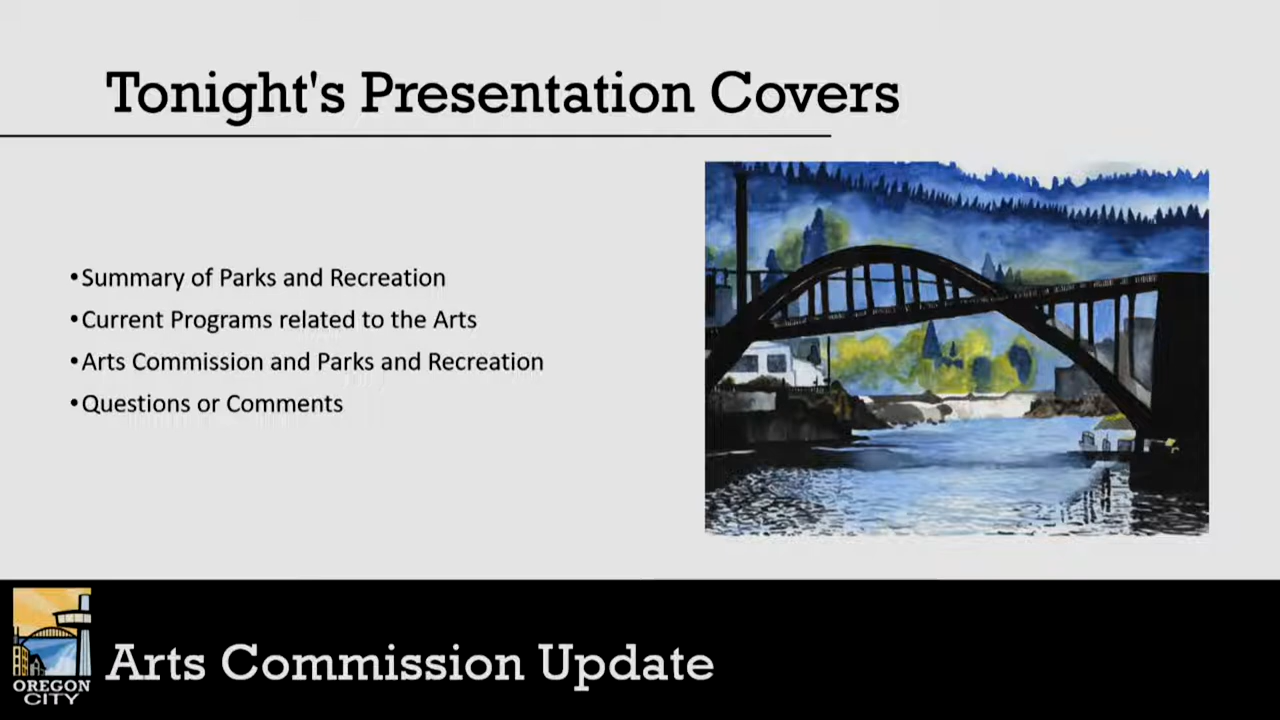 Tonight's Presentation Covers
•Summary of Parks and Recreation
•Current Programs related to the Arts
•Arts Commission and Parks and Recreation
•Questions or Comments
Arts Commission Update
OREGON
CITY